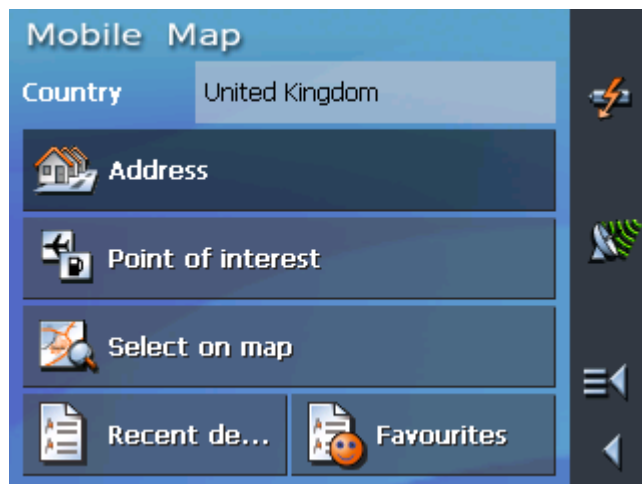 Mobile Map
Country United Kingdom
Address
Point of interest
Select on map
Recent de... Favourites